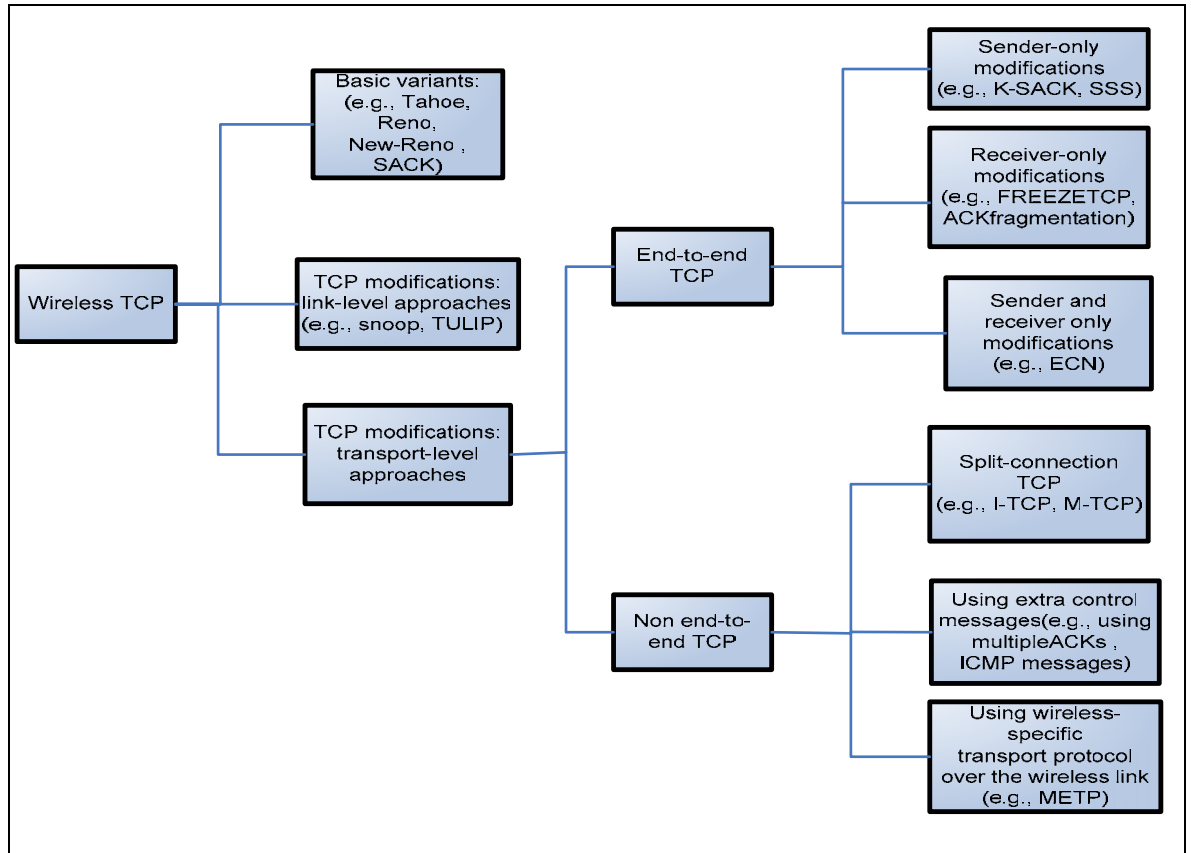 Wireless TCP
Basic variants:
(e.g., Tahoe,
Reno,
New-Reno ,
SACK)
TCP modifications:
link-level approaches
(e.g., snoop, TULIP)
TCP modifications:
transport-level
approaches
End-to-end
TCP
Non end-to-
end TCP
Sender-only
modifications
(e.g., K-SACK, SSS)
Receiver-only
modifications
(e.g., FREEZETCP,
ACKfragmentation)
Sender and
receiver only
modifications
(e.g., ECN)
Split-connection
TCP
(e.g., I-TCP, M-TCP)
Using extra control
messages(e.g., using
multipleACKs ,
ICMP messages)
Using wireless-
specific
transport protocol
over the wireless link
(e.g., METP)